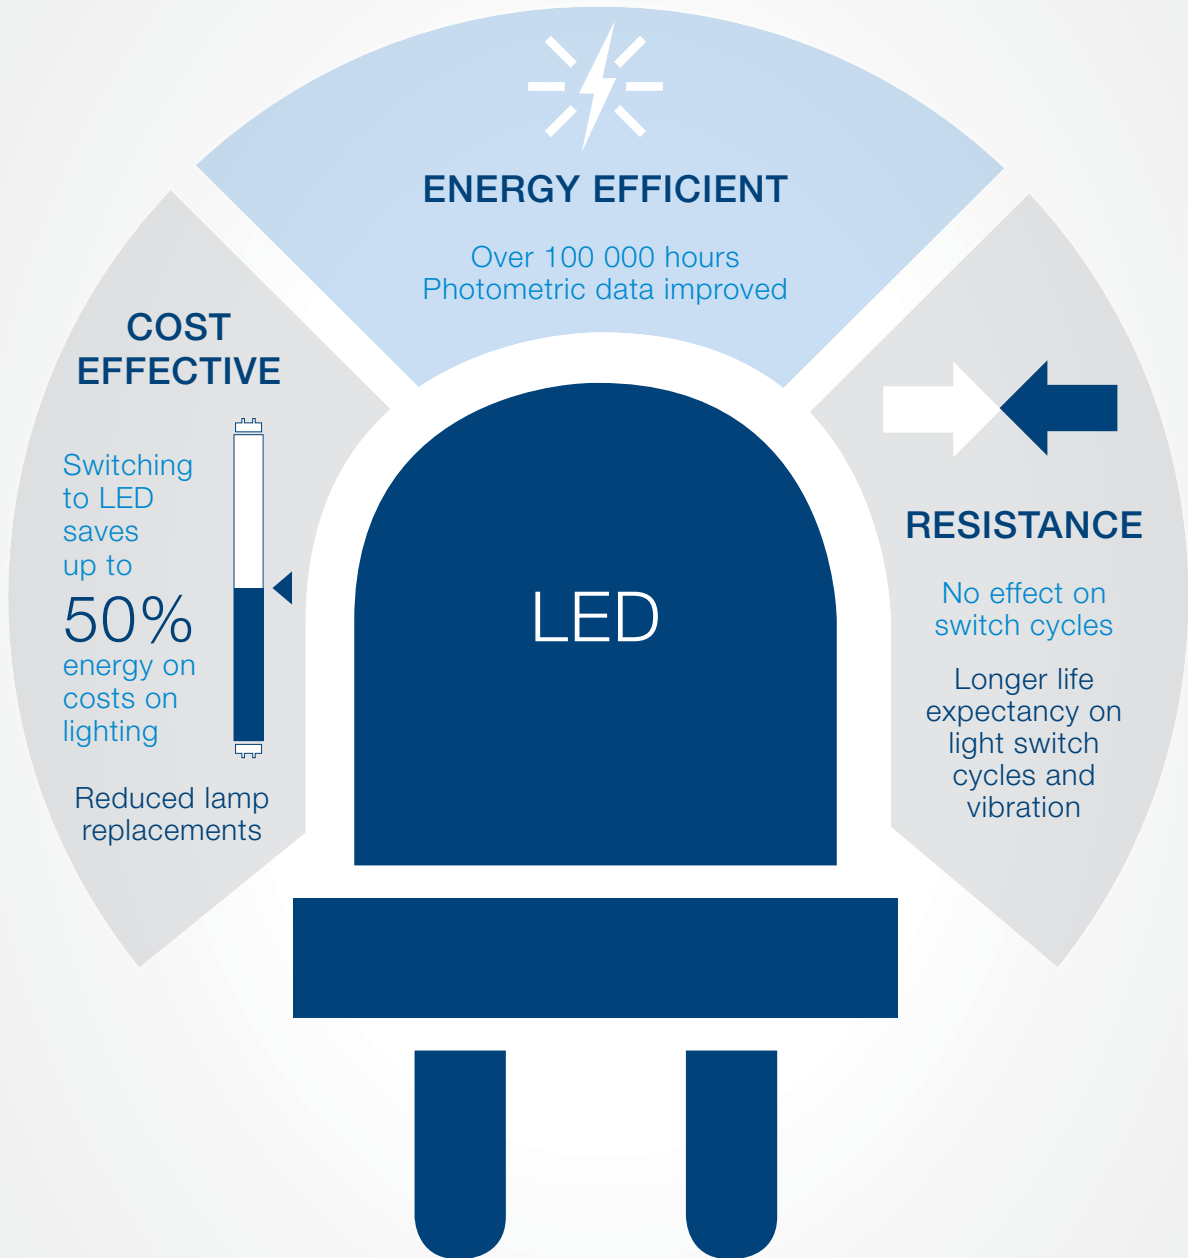 ENERGY EFFICIENT
Over 100 000 hours
Photometric data improved
COST
EFFECTIVE
Switching
to LED
saves
up to
50%
energy on
costs on
lighting
Reduced lamp
replacements
LED
RESISTANCE
No effect on
switch cycles
Longer life
expectancy on
light switch
cycles and
vibration